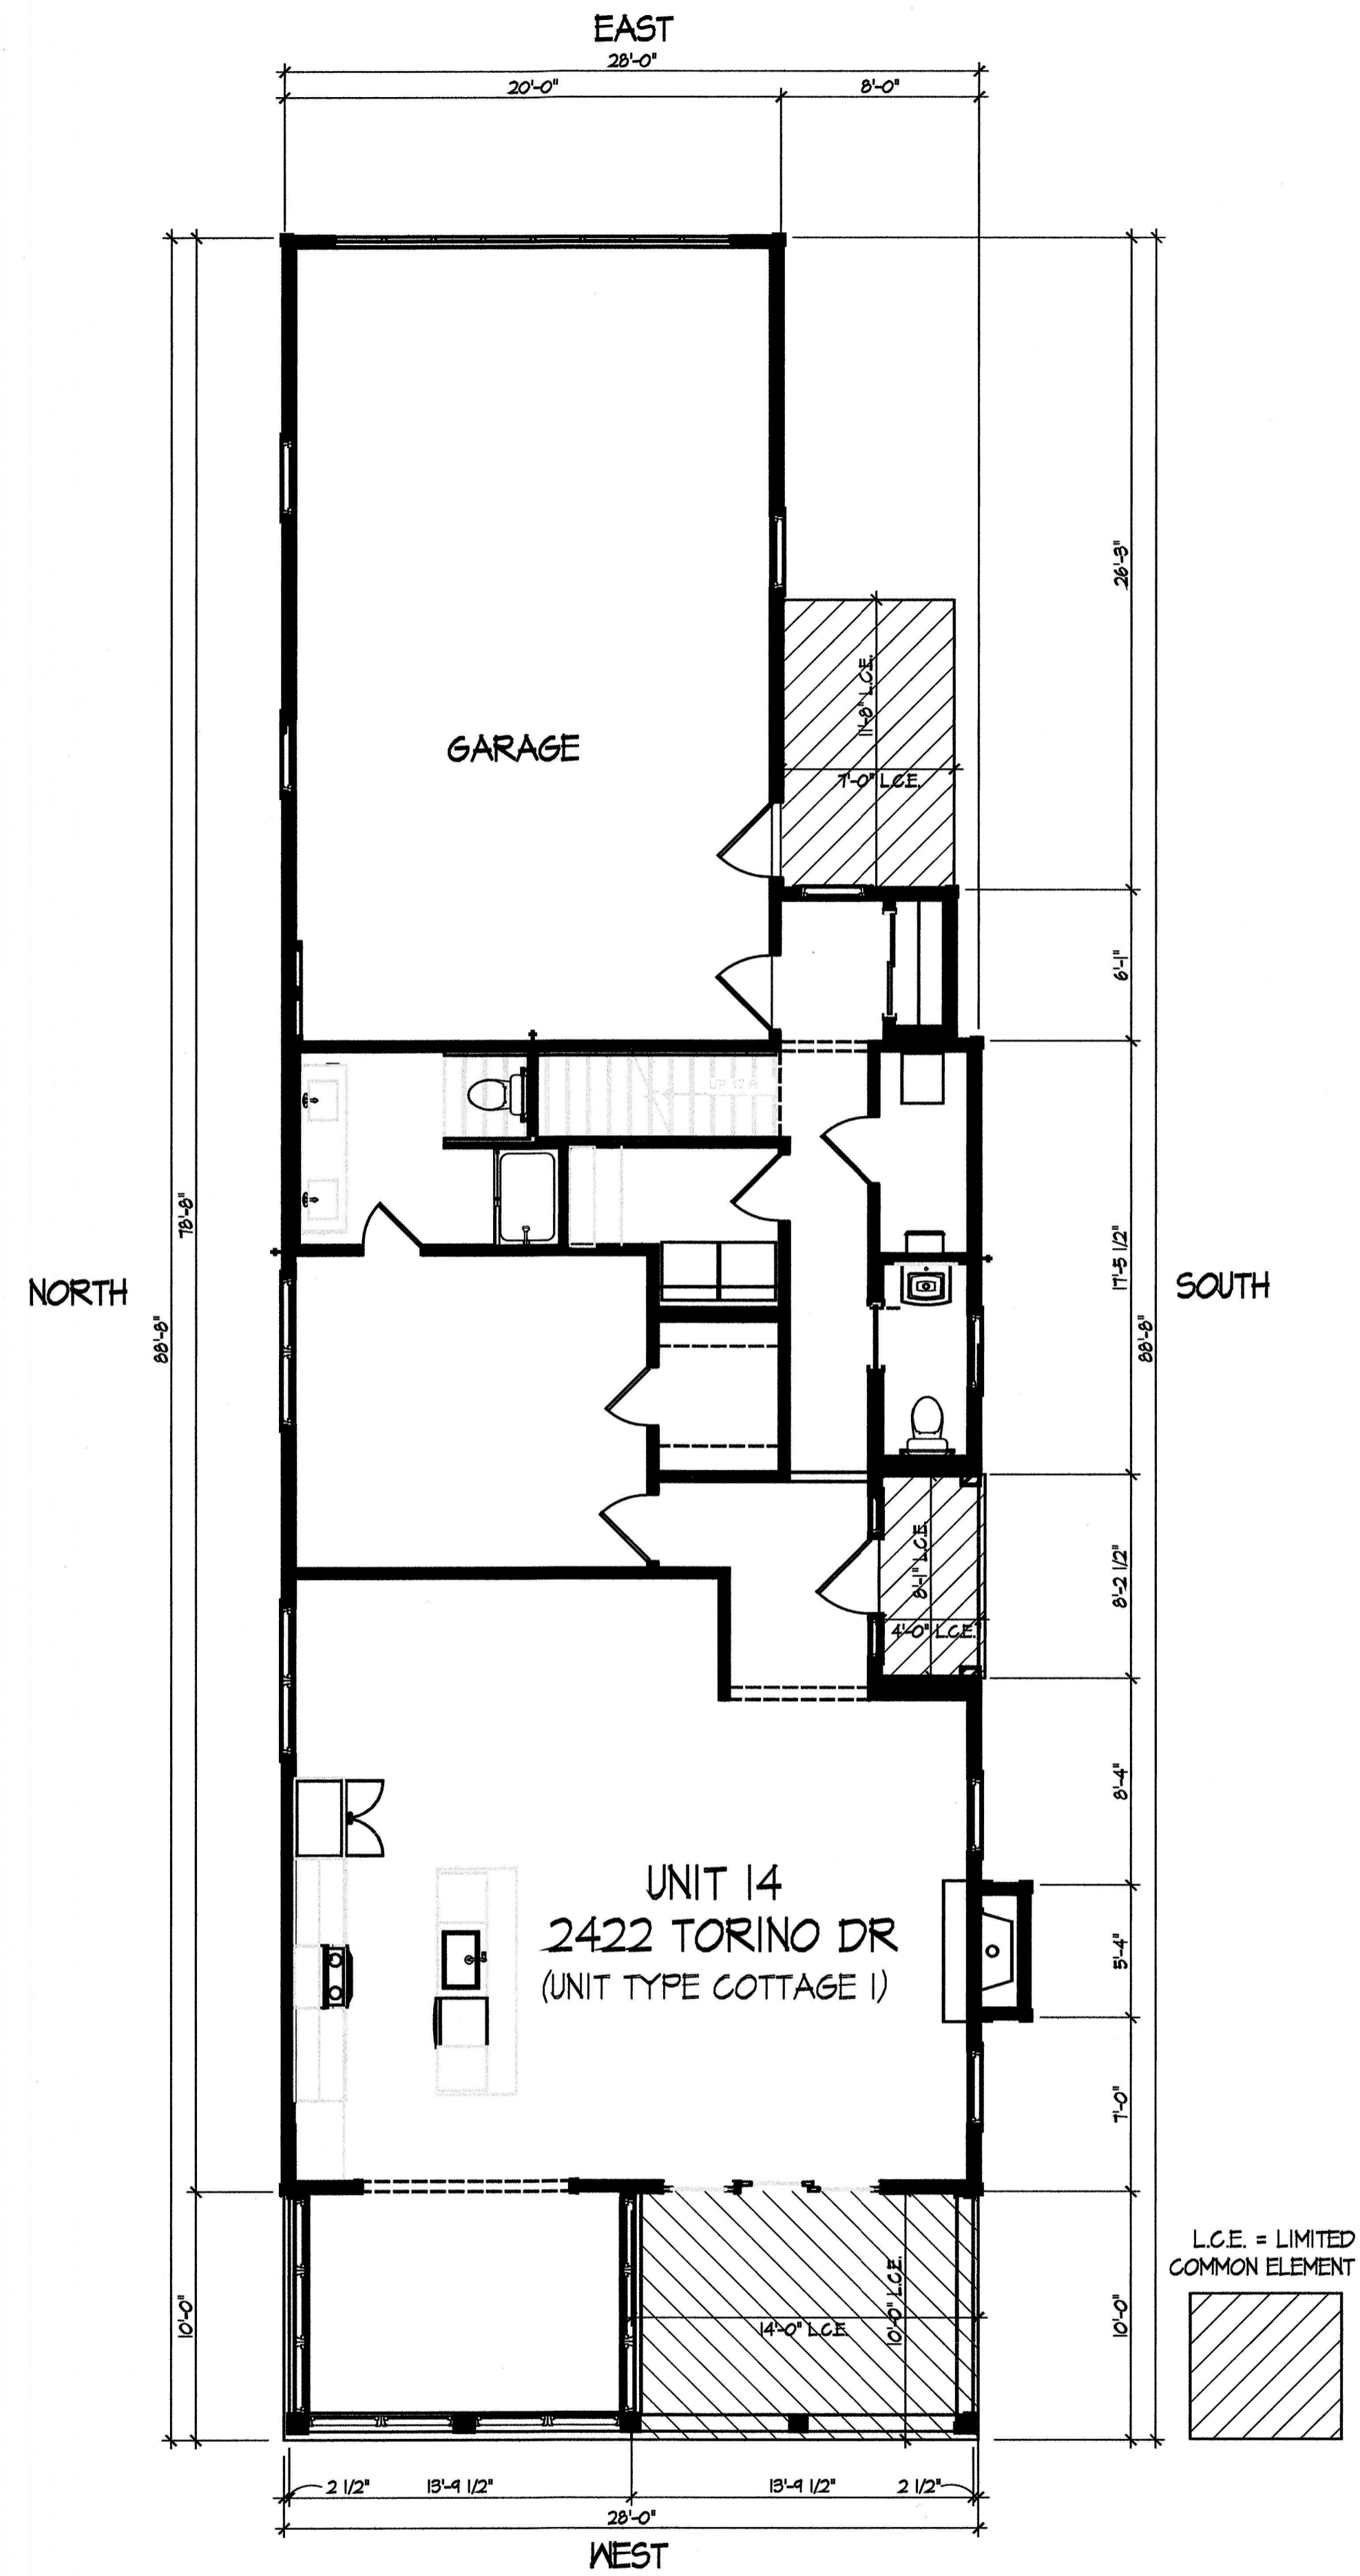 EAST
28'-0"
20'-0"
8'-0"
26'-3"
11'-8" L.C.E.
GARAGE
7'-0" L.C.E.
6'-1"
UP 17 R
78'-8"
17'-5 1/2"
NORTH
SOUTH
88'-8"
88'-8"
8'-1" L.C.E.
8'-2 1/2"
4'-0" L.C.E.
8'-4"
UNIT 14
2422 TORINO DR
(UNIT TYPE COTTAGE 1)
5'-4"
7'-0"
L.C.E. = LIMITED
COMMON ELEMENT
10'-0"
10'-0" L.C.E.
14'-0" L.C.E.
10'-0"
2 1/2"
13'-9 1/2"
13'-9 1/2"
2 1/2"
28'-0"
WEST